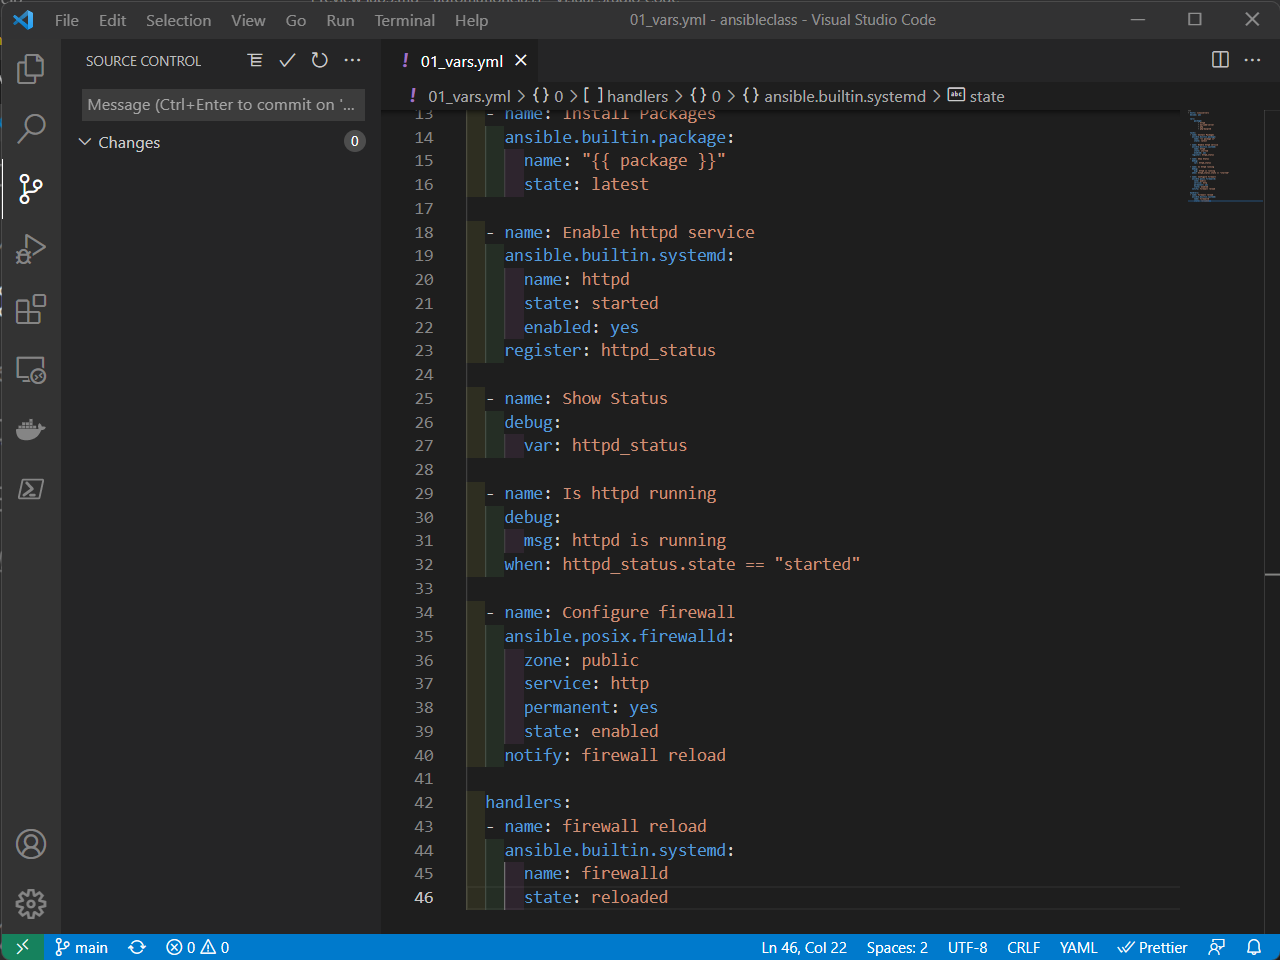 File Edit Selection View Go Run Terminal Help 01_vars.yml - ansibleclass - Visual Studio Code
SOURCE CONTROL
Message (Ctrl+Enter to commit on '...
Changes 0
! 01_vars.yml
! 01_vars.yml > {} 0 > [ ] handlers > {} 0 > {} ansible.builtin.systemd > abc state
13 - name: Install Packages
14 ansible.builtin.package:
15 name: "{{ package }}"
16 state: latest
17
18 - name: Enable httpd service
19 ansible.builtin.systemd:
20 name: httpd
21 state: started
22 enabled: yes
23 register: httpd_status
24
25 - name: Show Status
26 debug:
27 var: httpd_status
28
29 - name: Is httpd running
30 debug:
31 msg: httpd is running
32 when: httpd_status.state == "started"
33
34 - name: Configure firewall
35 ansible.posix.firewalld:
36 zone: public
37 service: http
38 permanent: yes
39 state: enabled
40 notify: firewall reload
41
42 handlers:
43 - name: firewall reload
44 ansible.builtin.systemd:
45 name: firewalld
46 state: reloaded
main 0 0 Ln 46, Col 22 Spaces: 2 UTF-8 CRLF YAML Prettier